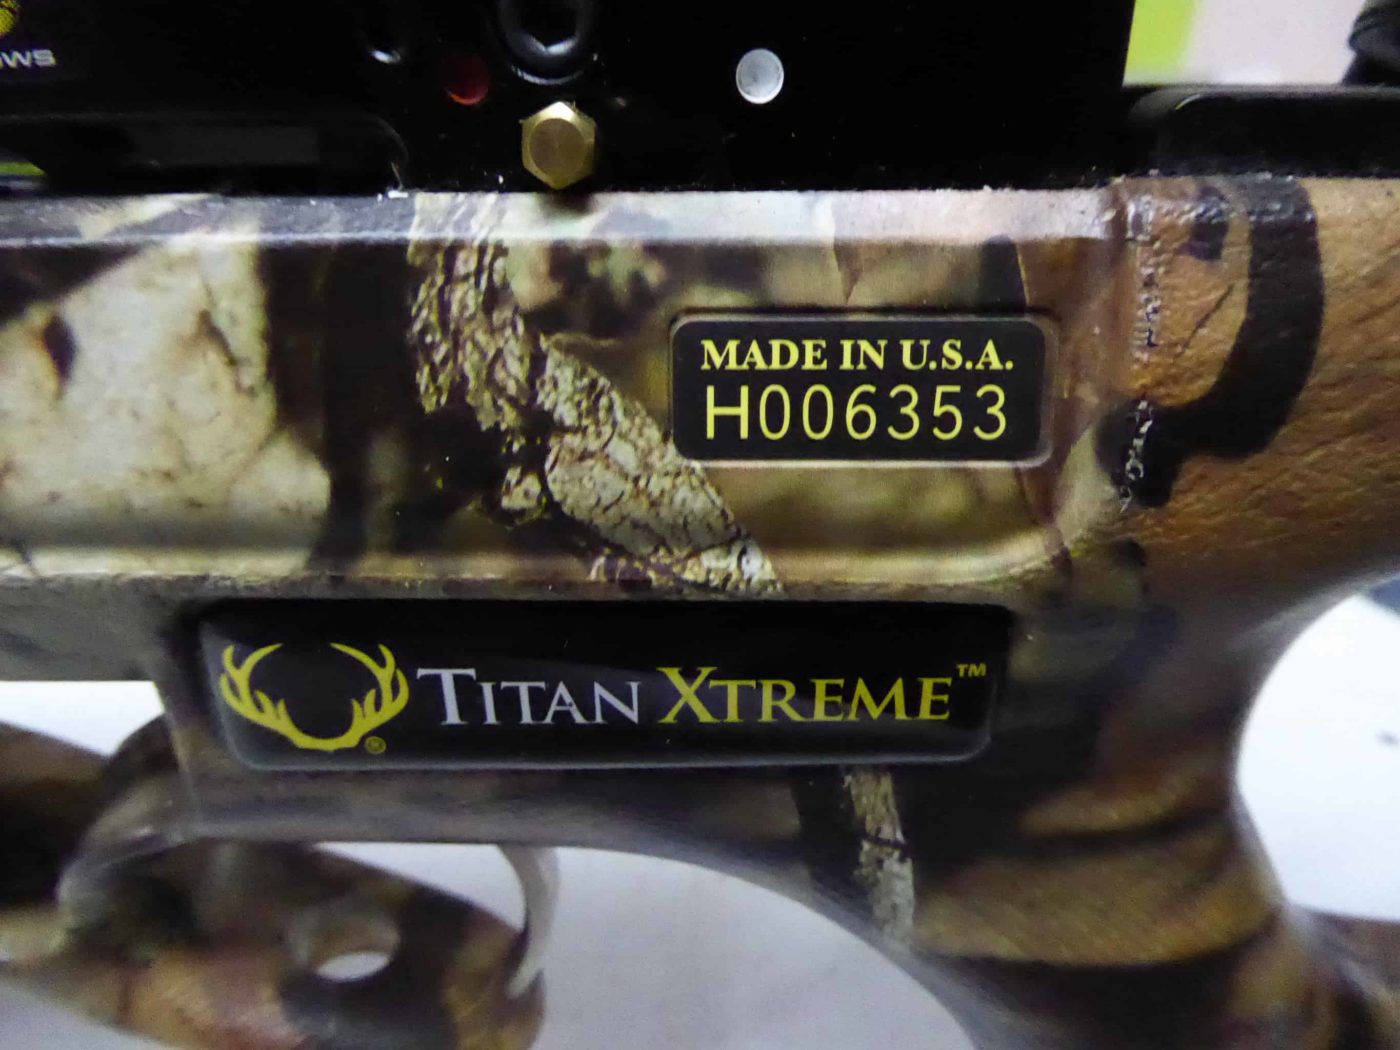 MADE IN U.S.A.
H006353
TITAN XTREME™
®